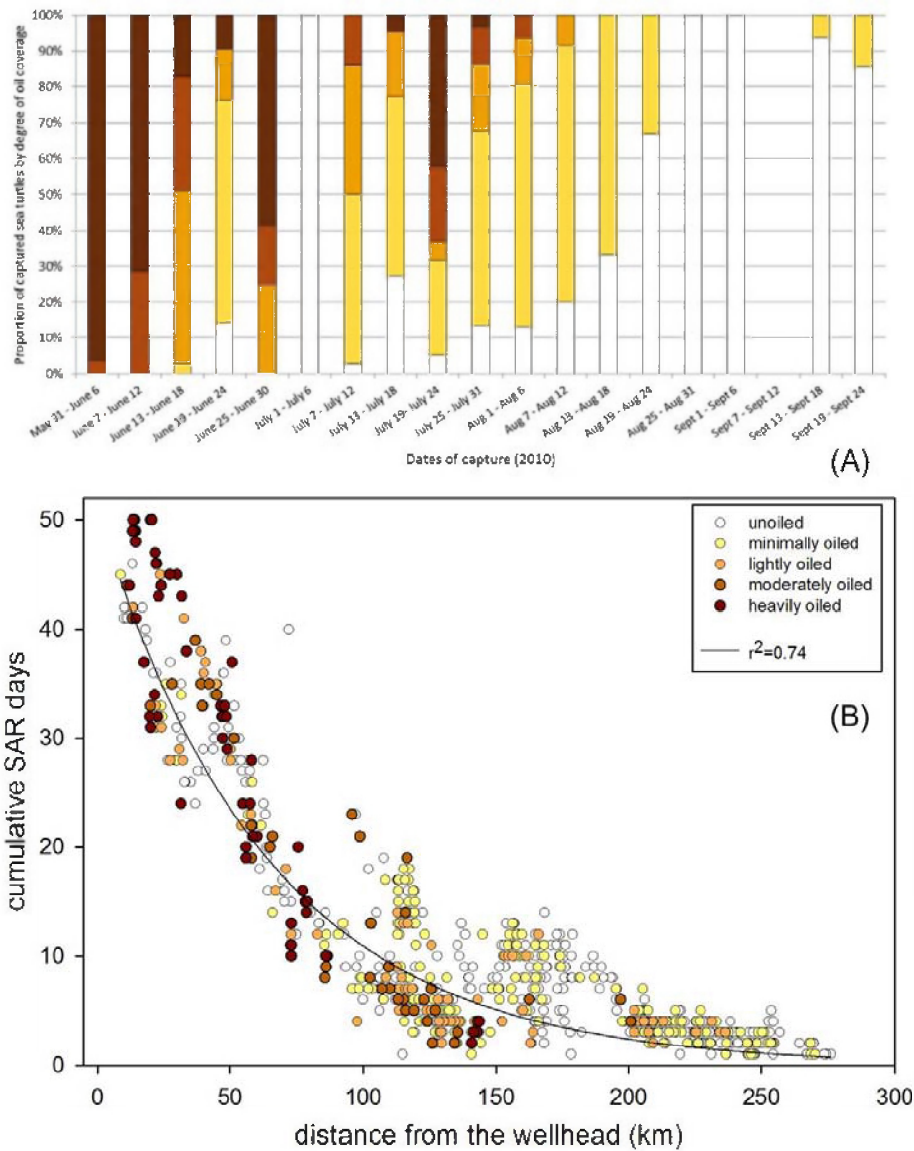 Proportion of captured sea turtles by degree of oil coverage
100%
90%
80%
70%
60%
50%
40%
30%
20%
10%
0%
May 31 - June 6
June 7 - June 12
June 13 - June 18
June 19 - June 24
June 25 - June 30
July 1 - July 6
July 7 - July 12
July 13 - July 18
July 19 - July 24
July 25 - July 31
Aug 1 - Aug 6
Aug 7 - Aug 12
Aug 13 - Aug 18
Aug 19 - Aug 24
Aug 25 - Aug 31
Sept 1 - Sept 6
Sept 7 - Sept 12
Sept 13 - Sept 18
Sept 19 - Sept 24
Dates of capture (2010)
(A)
cumulative SAR days
50
40
30
20
10
0
unoiled
minimally oiled
lightly oiled
moderately oiled
heavily oiled
r²=0.74
(B)
0
50
100
150
200
250
300
distance from the wellhead (km)